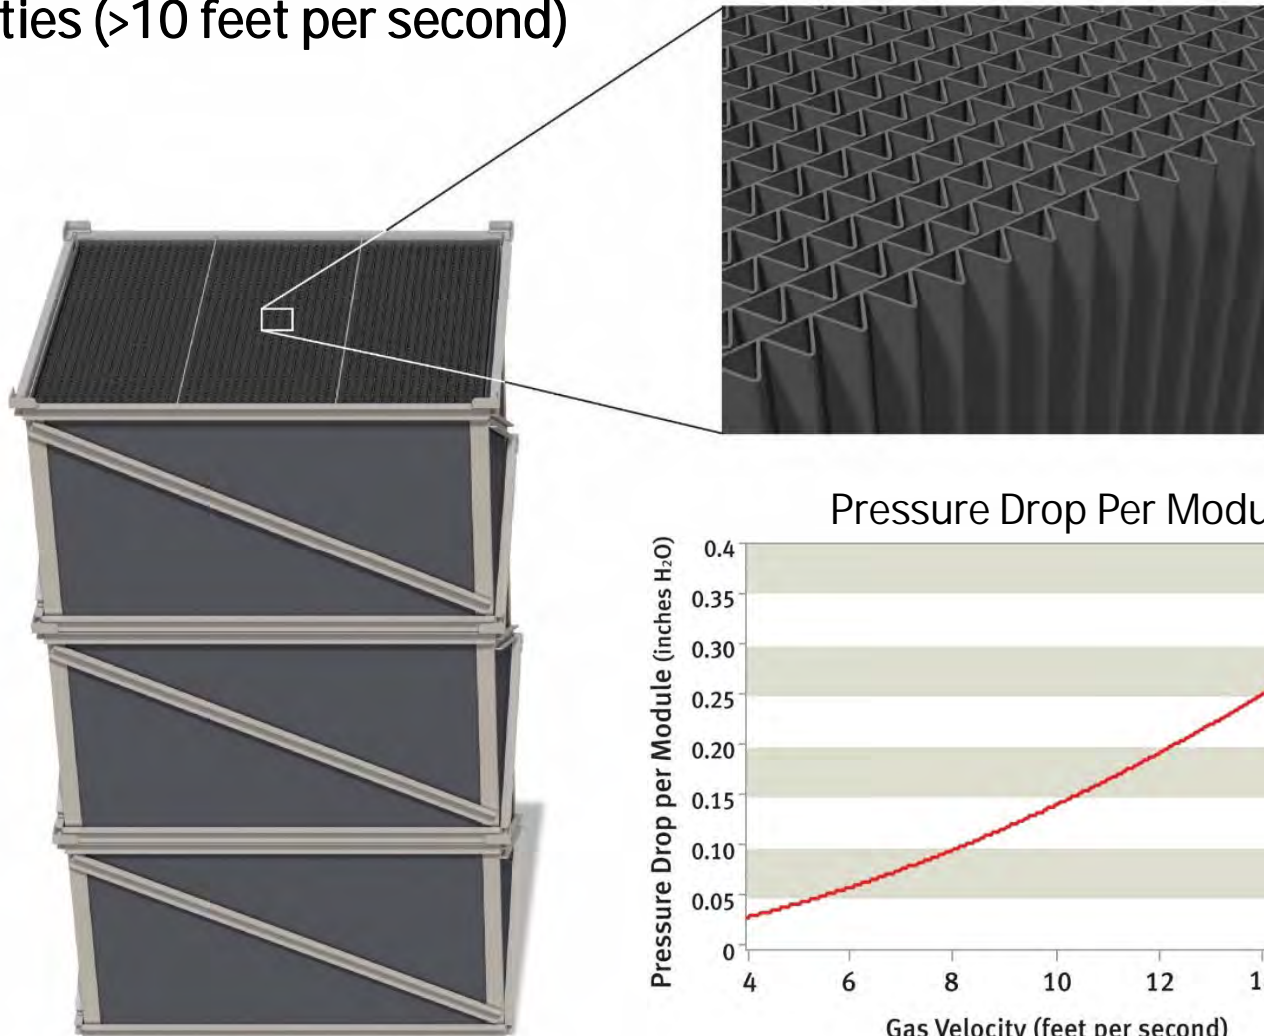 ties (>10 feet per second)
Pressure Drop Per Modu
Pressure Drop per Module (inches H₂O)
0.4
0.35
0.30
0.25
0.20
0.15
0.10
0.05
0
4 6 8 10 12 1
Gas Velocity (feet per second)